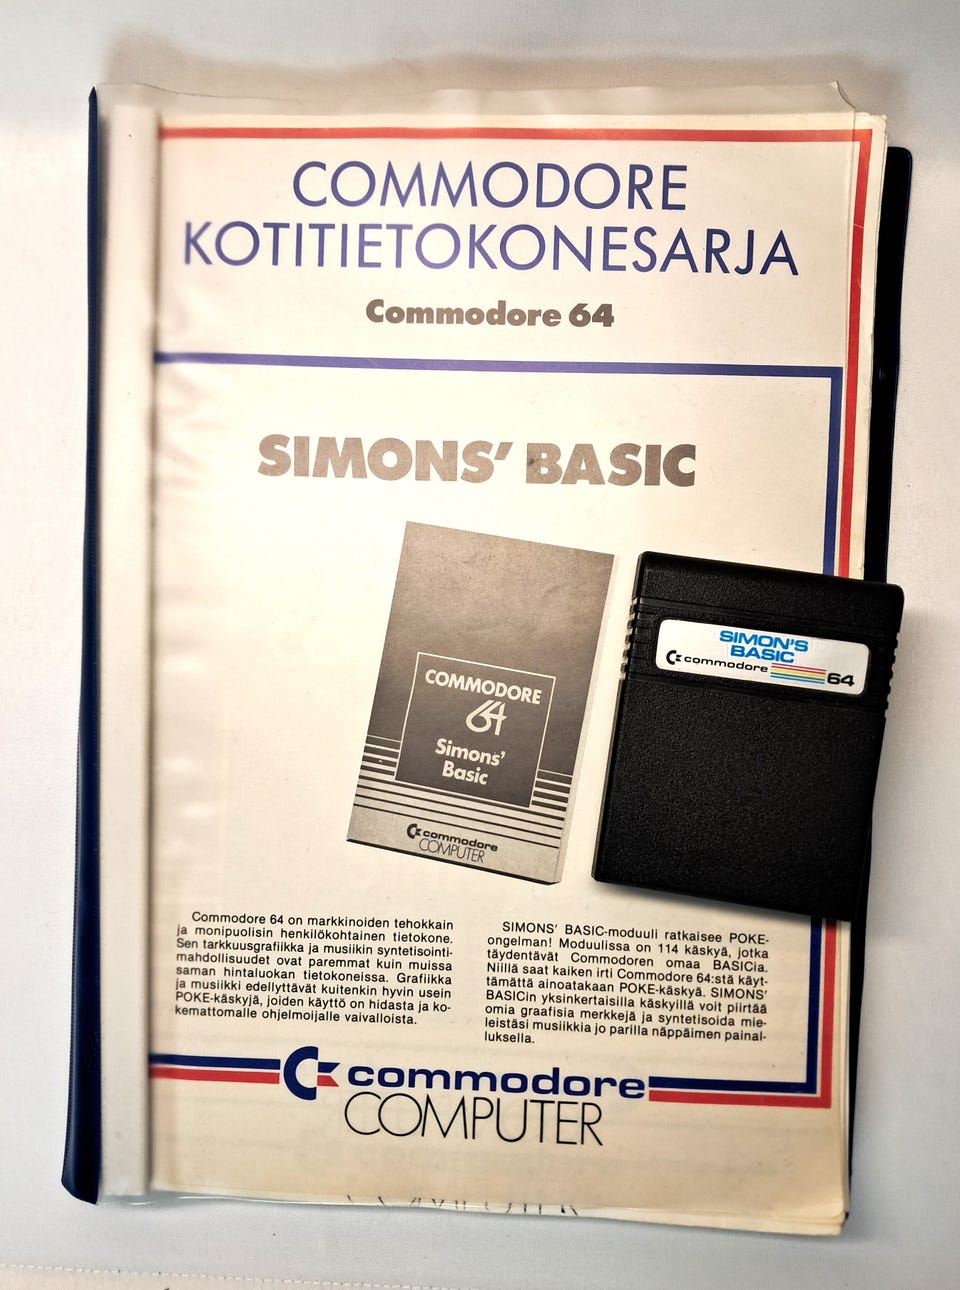 COMMODORE
KOTITIETOKONESARJA
Commodore 64
SIMONS' BASIC
COMMODORE
64
Simons'
Basic
commodore
COMPUTER
SIMON'S
BASIC
commodore
64
Commodore 64 on markkinoiden tehokkain
ja monipuolisin henkilökohtainen tietokone.
Sen tarkkuusgrafiikka ja musiikin syntetisointi-
mahdollisuudet ovat paremmat kuin muissa
saman hintaluokan tietokoneissa. Grafiikka
ja musiikki edellyttävät kuitenkin hyvin usein
POKE-käskyjä, joiden käyttö on hidasta ja ko-
kemattomalle ohjelmoijalle vaivalloista.
SIMONS' BASIC-moduuli ratkaisee POKE-
ongelman! Moduulissa on 114 käskyä, jotka
täydentävät Commodoren omaa BASICia.
Niillä saat kaiken irti Commodore 64:stä käyt-
tämättä ainoatakaan POKE-käskyä. SIMONS'
BASICin yksinkertaisilla käskyillä voit piirtää
omia graafisia merkkejä ja syntetisoida mie-
leistäsi musiikkia jo parilla näppäimen painal-
luksella.
commodore
COMPUTER